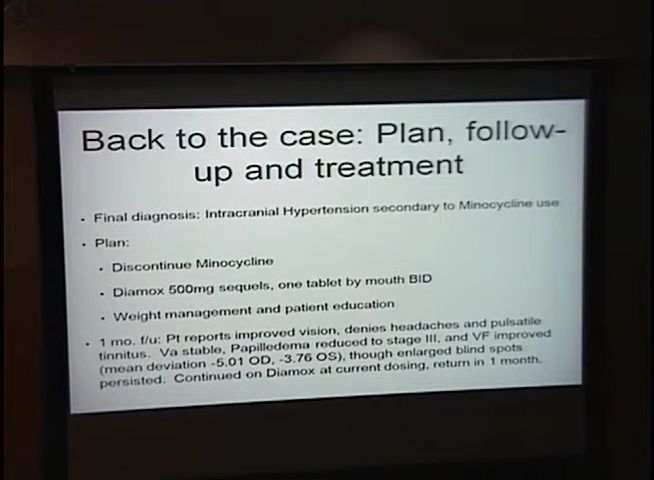 Back to the case: Plan, follow-
up and treatment
• Final diagnosis: Intracranial Hypertension secondary to Minocycline use
• Plan:
• Discontinue Minocycline
• Diamox 500mg sequels, one tablet by mouth BID
• Weight management and patient education
• 1 mo. f/u: Pt reports improved vision, denies headaches and pulsatile
tinnitus. Va stable, Papilledema reduced to stage III, and VF improved
(mean deviation -5.01 OD, -3.76 OS), though enlarged blind spots
persisted. Continued on Diamox at current dosing, return in 1 month.